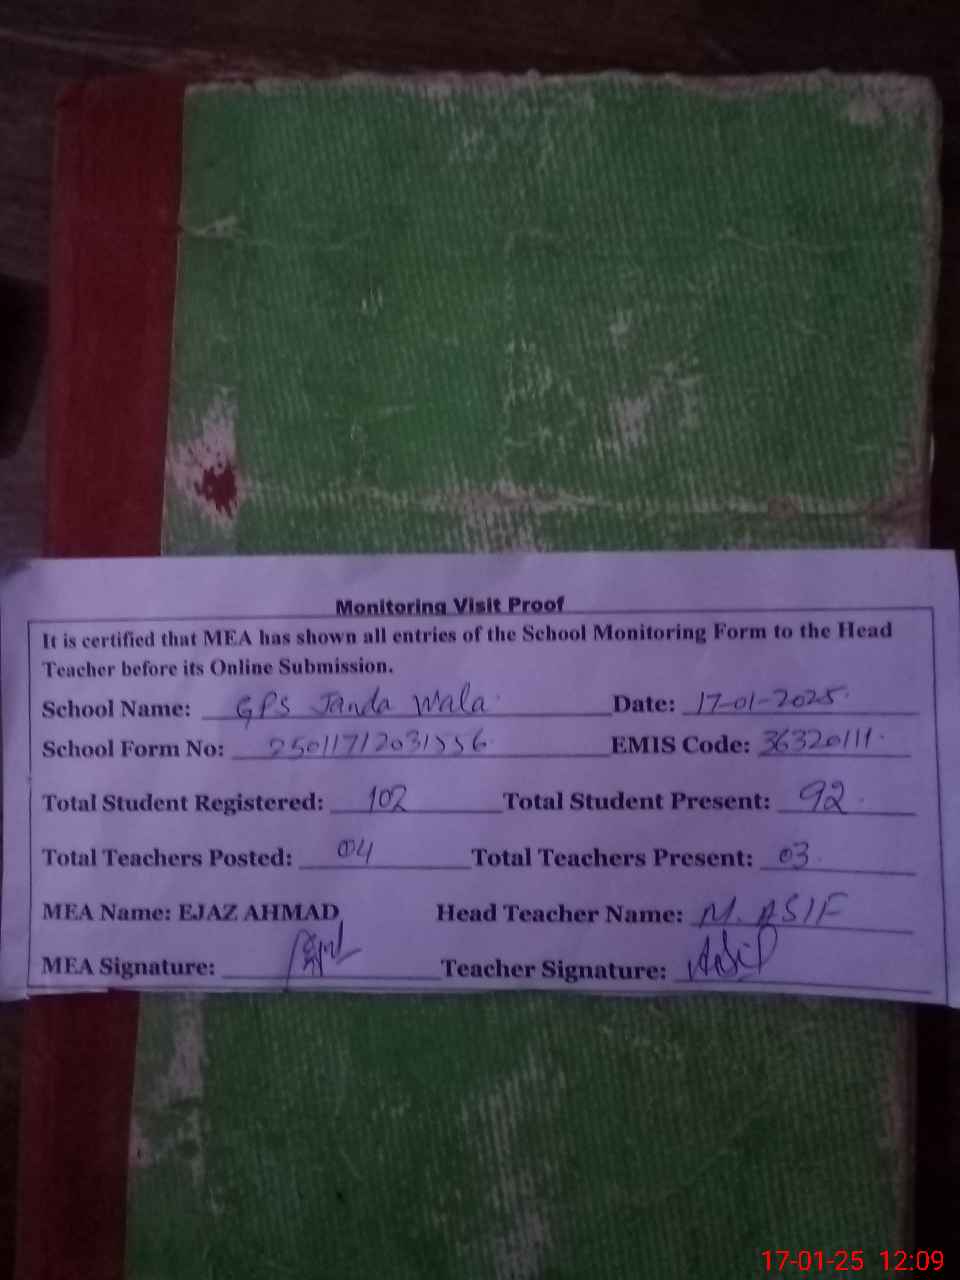 Monitoring Visit Proof
It is certified that MEA has shown all entries of the School Monitoring Form to the Head
Teacher before its Online Submission.
School Name: GPS Janda Wala Date: 17-01-2025
School Form No: 25011712031556 EMIS Code: 36320111
Total Student Registered: 102 Total Student Present: 92
Total Teachers Posted: 04 Total Teachers Present: 03
MEA Name: EJAZ AHMAD Head Teacher Name: M. ASIF
MEA Signature: Teacher Signature: Asif
17-01-25 12:09